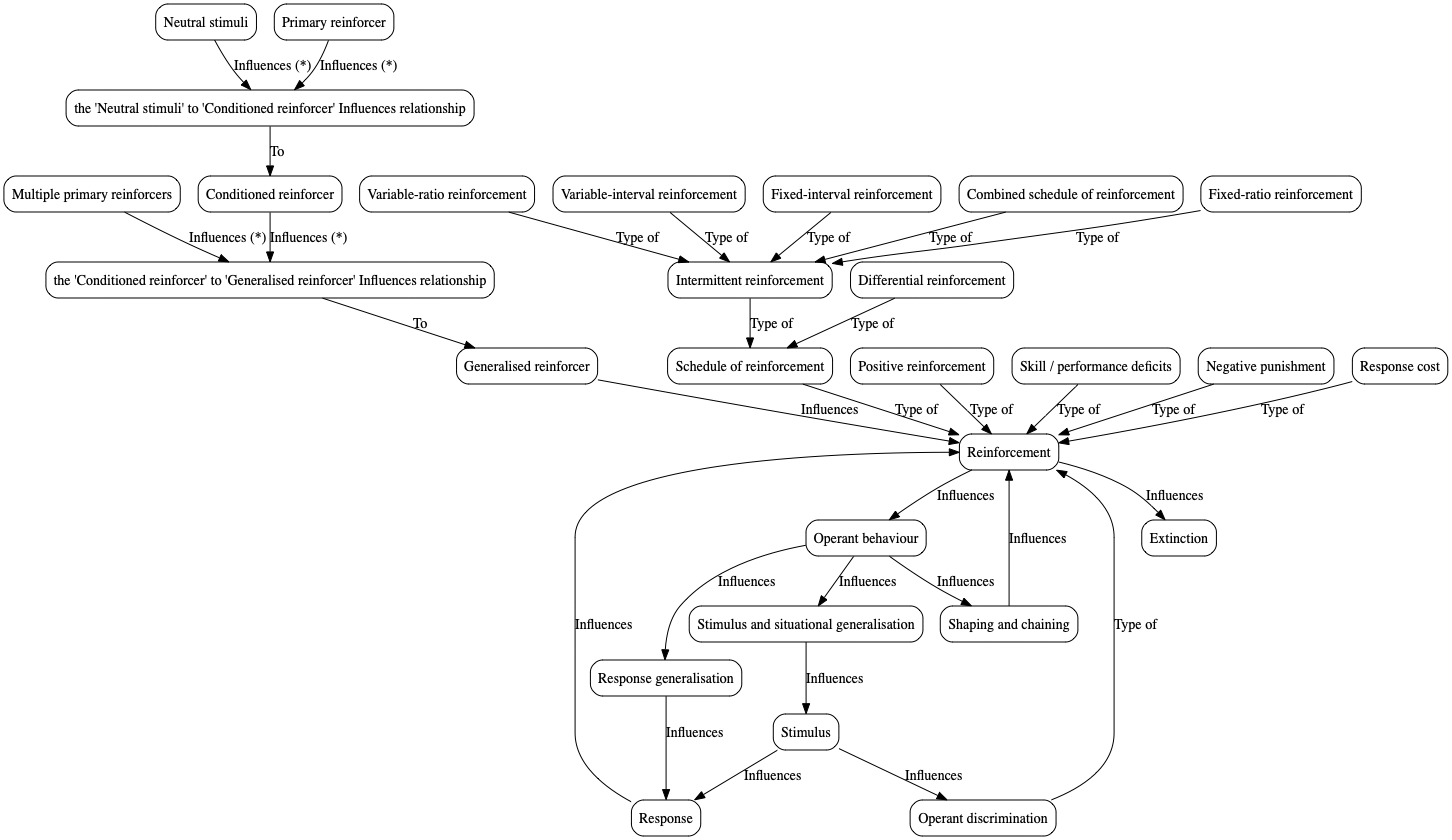 Neutral stimuli
Primary reinforcer
Influences (*)
Influences (*)
the 'Neutral stimuli' to 'Conditioned reinforcer' Influences relationship
To
Multiple primary reinforcers
Conditioned reinforcer
Variable-ratio reinforcement
Variable-interval reinforcement
Fixed-interval reinforcement
Combined schedule of reinforcement
Fixed-ratio reinforcement
Influences (*)
Influences (*)
Type of
Type of
Type of
Type of
Type of
the 'Conditioned reinforcer' to 'Generalised reinforcer' Influences relationship
Intermittent reinforcement
Differential reinforcement
To
Type of
Type of
Generalised reinforcer
Schedule of reinforcement
Positive reinforcement
Skill / performance deficits
Negative punishment
Response cost
Influences
Type of
Type of
Type of
Type of
Type of
Reinforcement
Influences
Influences
Operant behaviour
Influences
Extinction
Influences
Influences
Influences
Influences
Stimulus and situational generalisation
Shaping and chaining
Type of
Response generalisation
Influences
Influences
Stimulus
Influences
Influences
Response
Operant discrimination